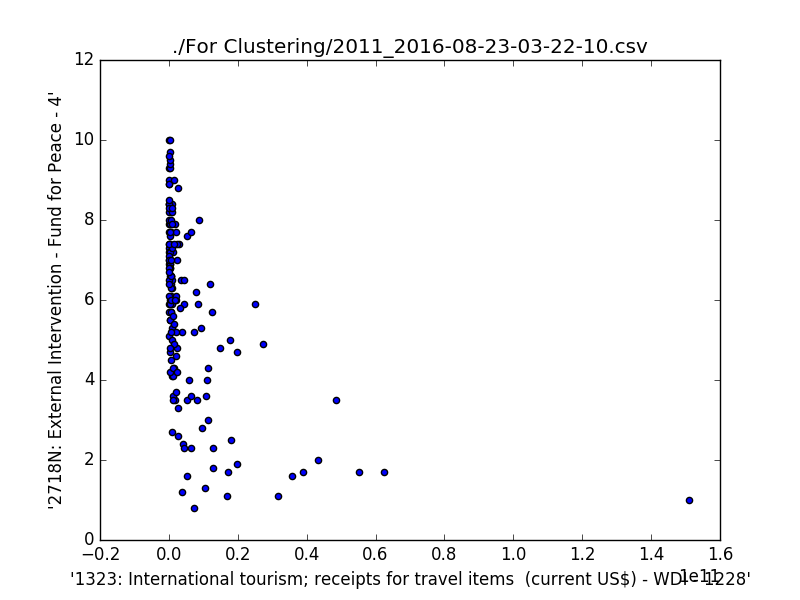 ./For Clustering/2011_2016-08-23-03-22-10.csv
12
10
8
6
4
2
0
'2718N: External Intervention - Fund for Peace - 4'
−0.2 0.0 0.2 0.4 0.6 0.8 1.0 1.2 1.4 1.6
1e11
'1323: International tourism; receipts for travel items (current US$) - WDI - 1228'